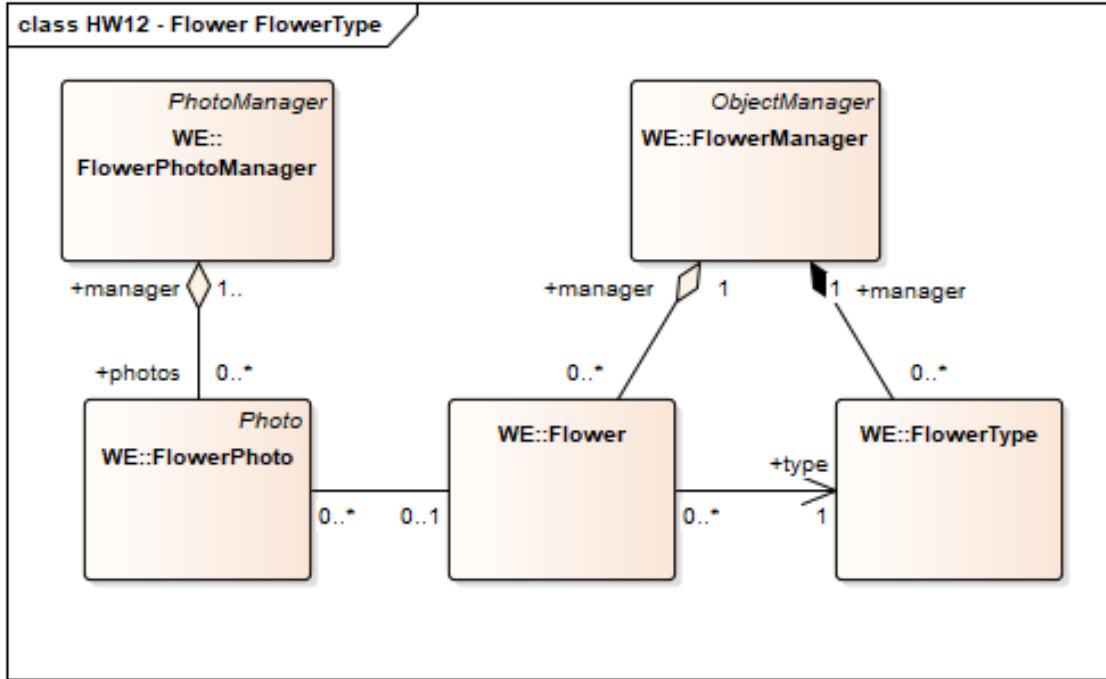 class HW12 - Flower FlowerType
PhotoManager
WE::
FlowerPhotoManager
ObjectManager
WE::FlowerManager
+manager 1..
+manager 1
1 +manager
+photos 0..*
0..*
0..*
Photo
WE::FlowerPhoto
WE::Flower
WE::FlowerType
+type
0..* 0..1
0..* 1